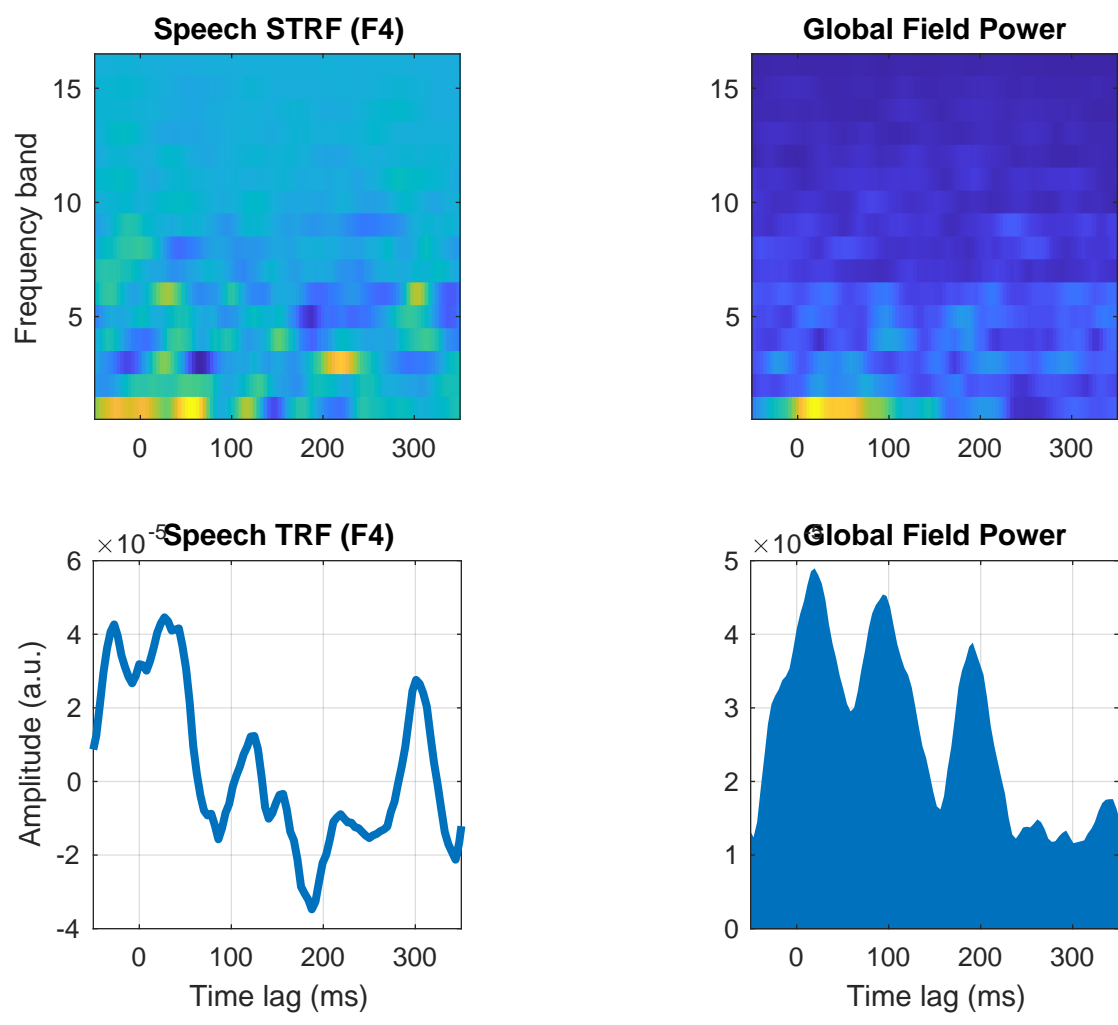 Speech STRF (F4)
Global Field Power
Frequency band
15
10
5
0 100 200 300
15
10
5
0 100 200 300
Speech TRF (F4)
Global Field Power
×10^-5
Amplitude (a.u.)
6
4
2
0
-2
-4
0 100 200 300
Time lag (ms)
×10^-5
5
4
3
2
1
0
0 100 200 300
Time lag (ms)